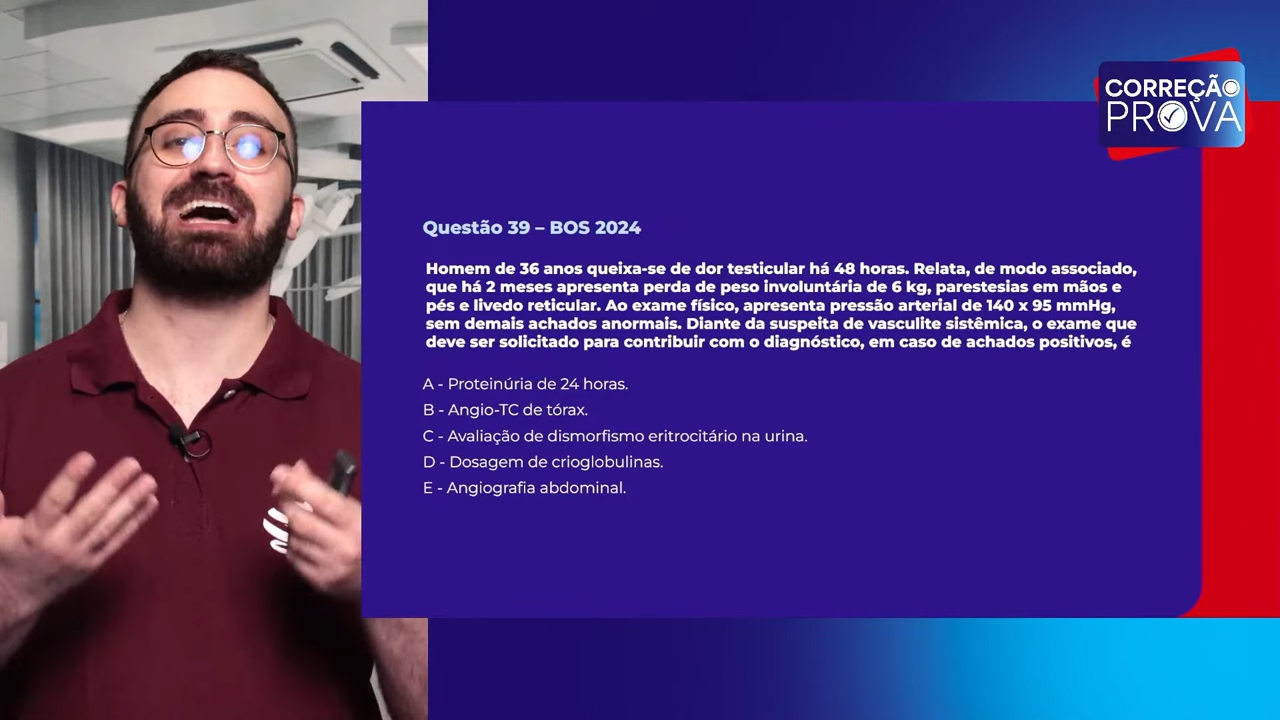 CORREÇÃO
PROVA
Questão 39 – BOS 2024
Homem de 36 anos queixa-se de dor testicular há 48 horas. Relata, de modo associado,
que há 2 meses apresenta perda de peso involuntária de 6 kg, parestesias em mãos e
pés e livedo reticular. Ao exame físico, apresenta pressão arterial de 140 x 95 mmHg,
sem demais achados anormais. Diante da suspeita de vasculite sistêmica, o exame que
deve ser solicitado para contribuir com o diagnóstico, em caso de achados positivos, é
A - Proteinúria de 24 horas.
B - Angio-TC de tórax.
C - Avaliação de dismorfismo eritrocitário na urina.
D - Dosagem de crioglobulinas.
E - Angiografia abdominal.